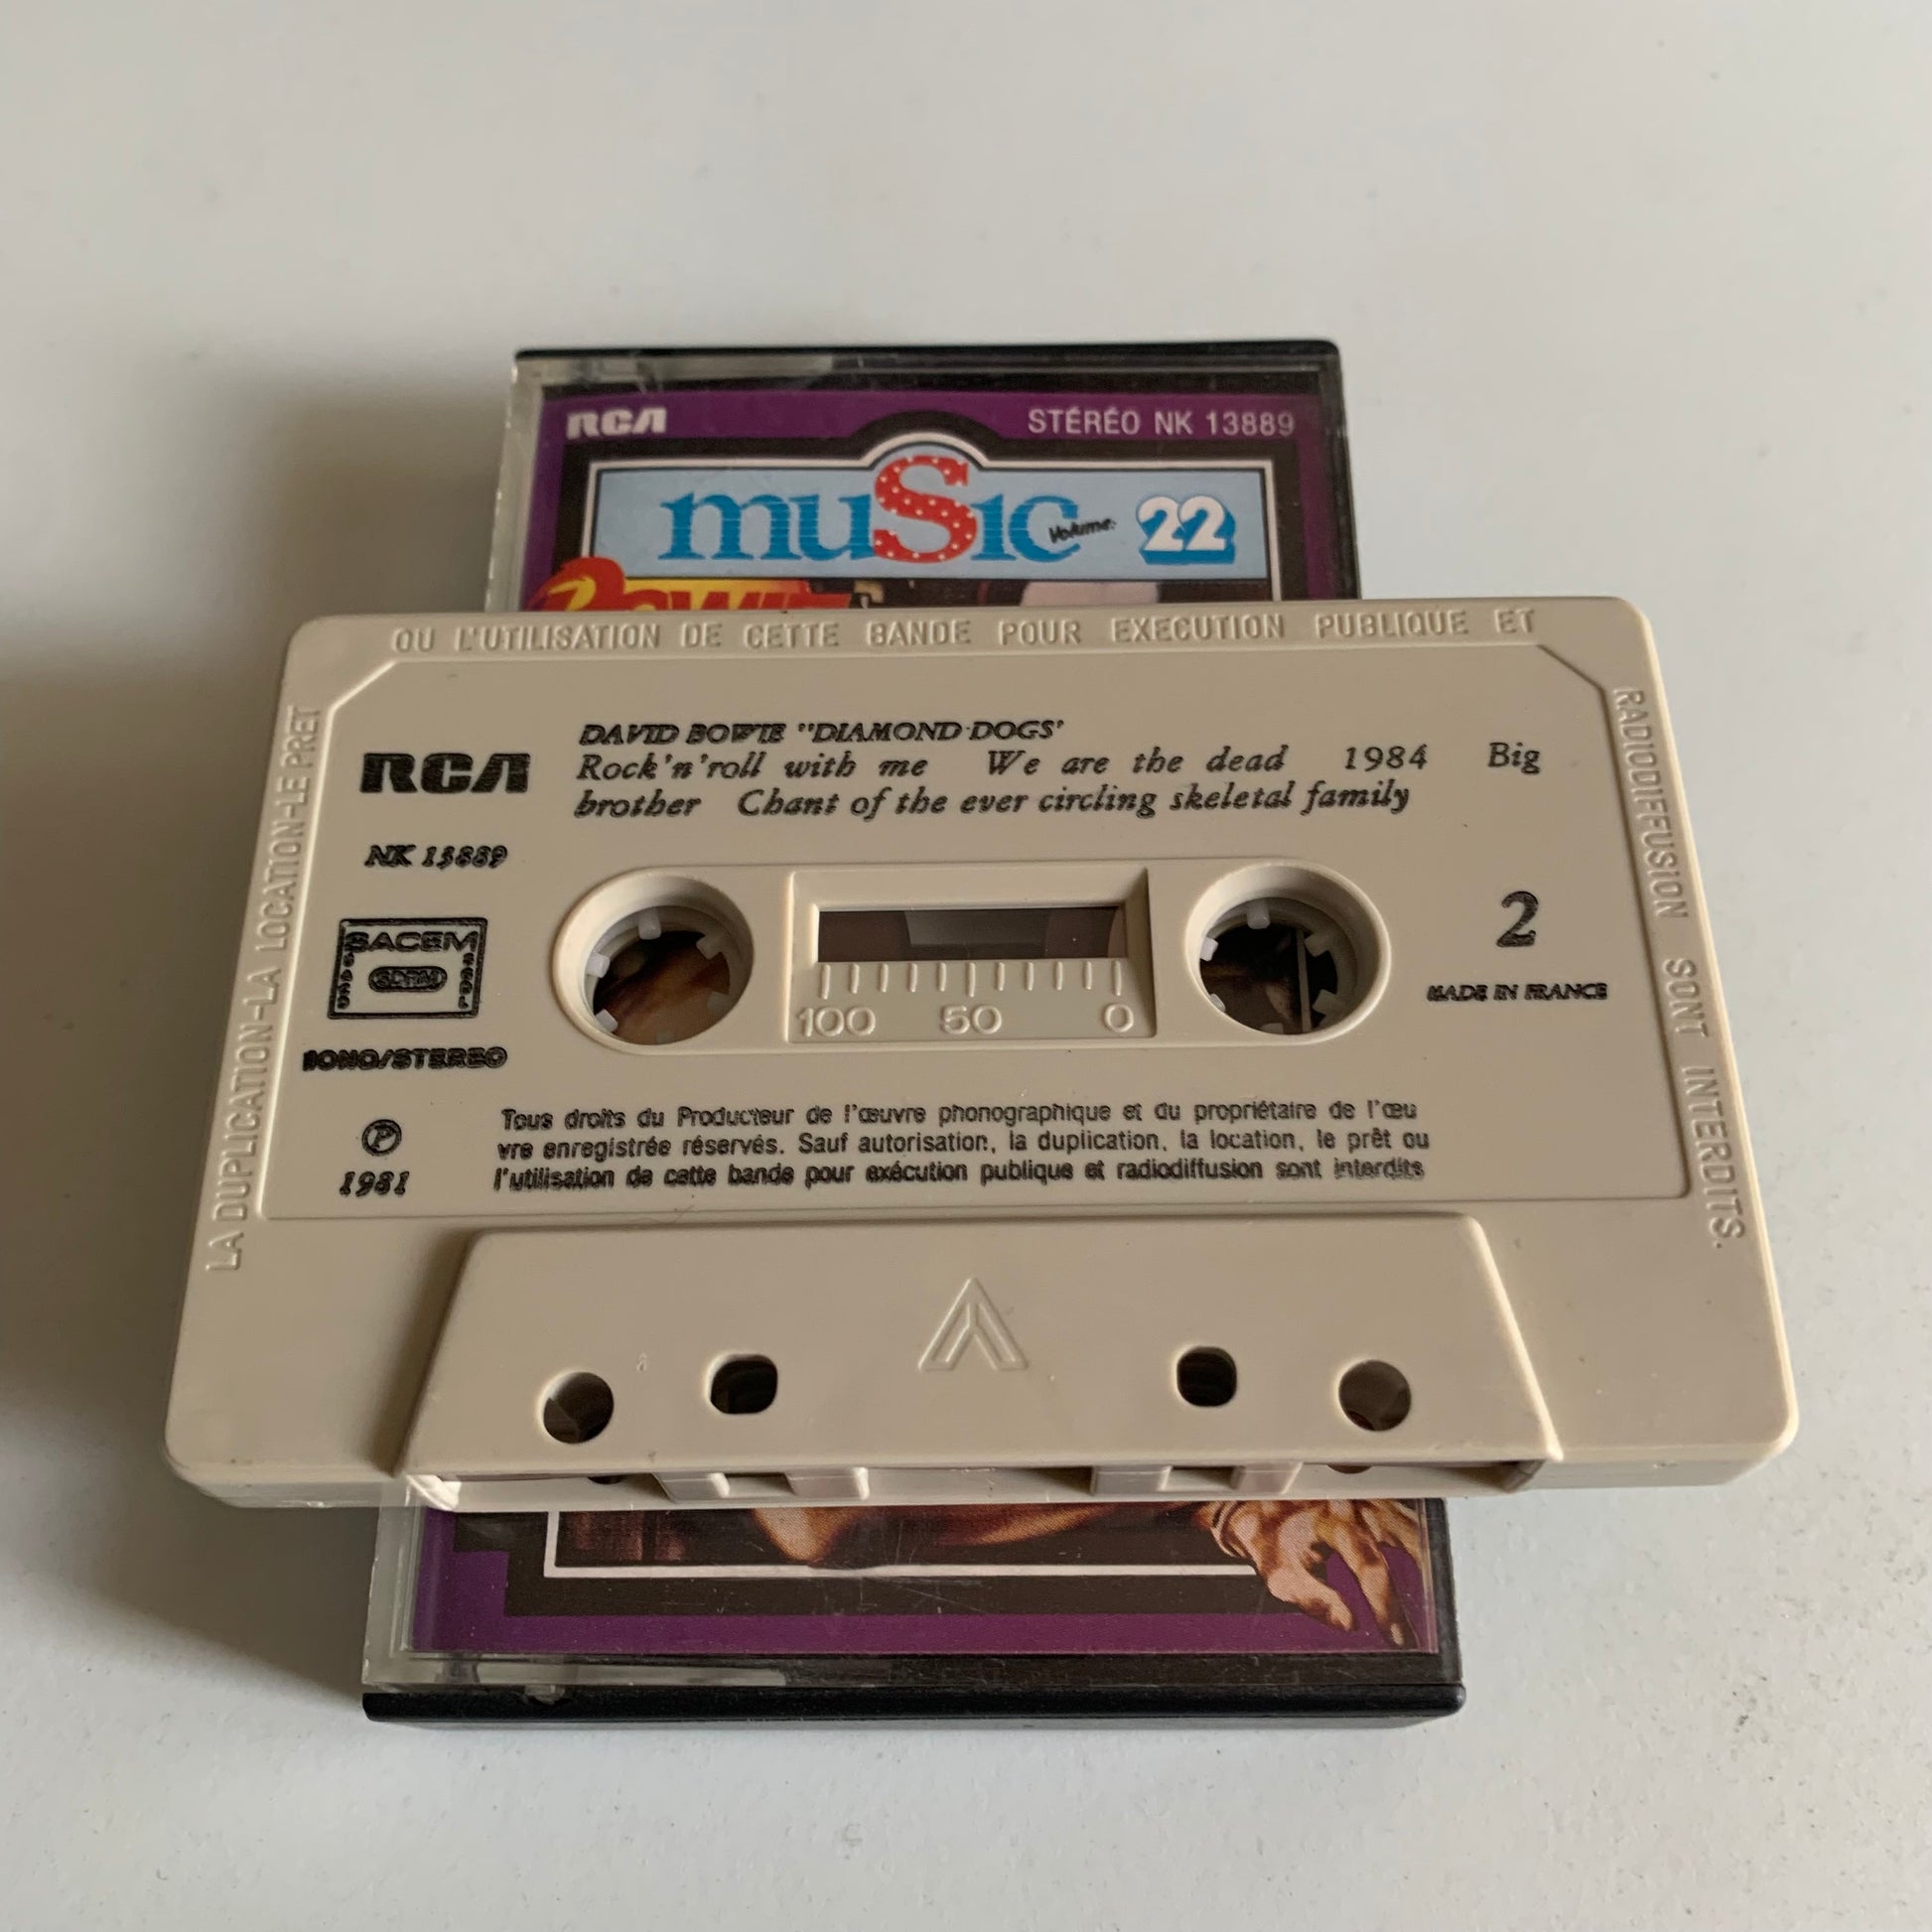 RCA
STÉRÉO NK 13889
muSic Volume: 22
BOWIE
OU L'UTILISATION DE CETTE BANDE POUR EXECUTION PUBLIQUE ET
RADIODIFFUSION SONT INTERDITS.
LA DUPLICATION-LA LOCATION-LE PRET
DAVID BOWIE "DIAMOND DOGS'
Rock'n'roll with me We are the dead 1984 Big
brother Chant of the ever circling skeletal family
RCA
NK 13889
SACEM
SDRM
MONO/STEREO
℗
1981
100 50 0
2
MADE IN FRANCE
Tous droits du Producteur de l'œuvre phonographique et du propriétaire de l'œu
vre enregistrée réservés. Sauf autorisation, la duplication, la location, le prêt ou
l'utilisation de cette bande pour exécution publique et radiodiffusion sont interdits